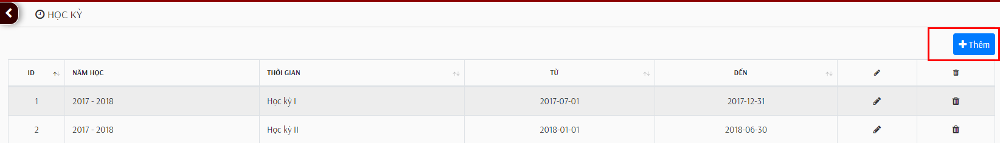 HỌC KỲ
Thêm
ID NĂM HỌC THỜI GIAN TỪ ĐẾN
1 2017 - 2018 Học kỳ I 2017-07-01 2017-12-31
2 2017 - 2018 Học kỳ II 2018-01-01 2018-06-30